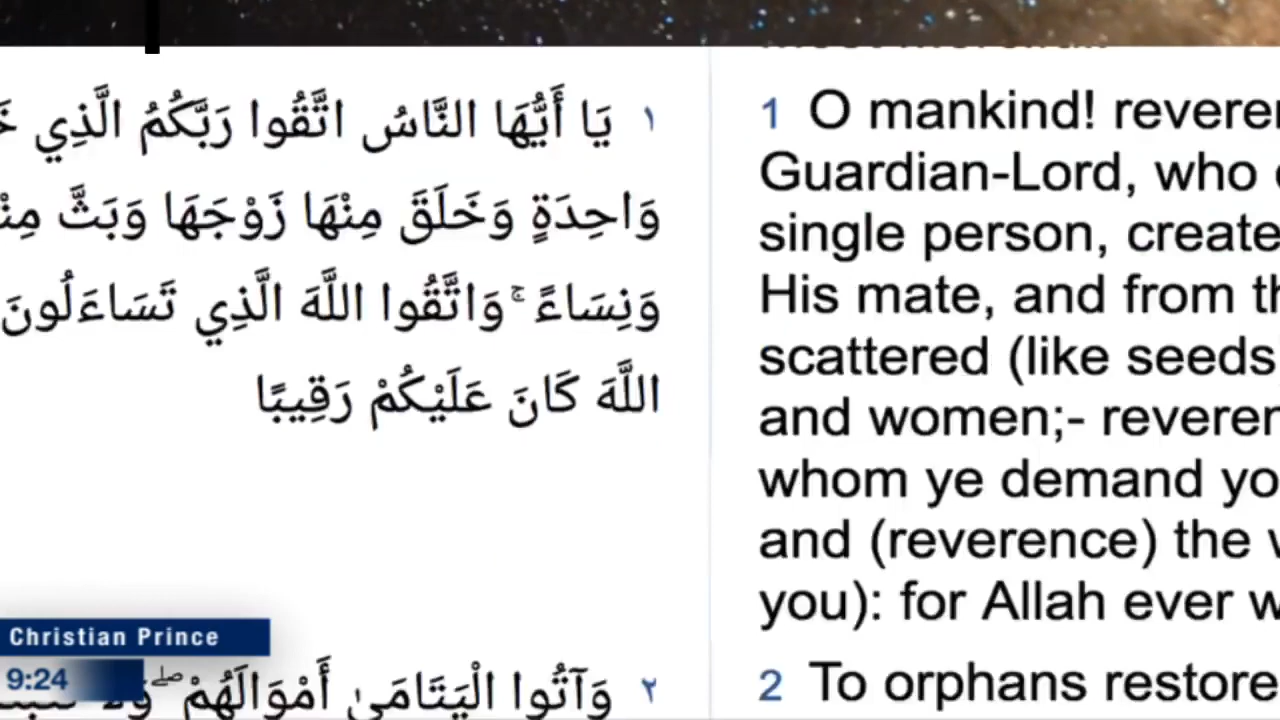 ١ يَا أَيُّهَا النَّاسُ اتَّقُوا رَبَّكُمُ الَّذِي
وَاحِدَةٍ وَخَلَقَ مِنْهَا زَوْجَهَا وَبَثَّ
وَنِسَاءً ۚ وَاتَّقُوا اللَّهَ الَّذِي تَسَاءَلُونَ
اللَّهَ كَانَ عَلَيْكُمْ رَقِيبًا
٢ وَآتُوا الْيَتَامَىٰ أَمْوَالَهُمْ ۖ
1 O mankind! reveren
Guardian-Lord, who
single person, create
His mate, and from th
scattered (like seeds
and women;- reveren
whom ye demand yo
and (reverence) the
you): for Allah ever w
2 To orphans restore
Christian Prince
9:24